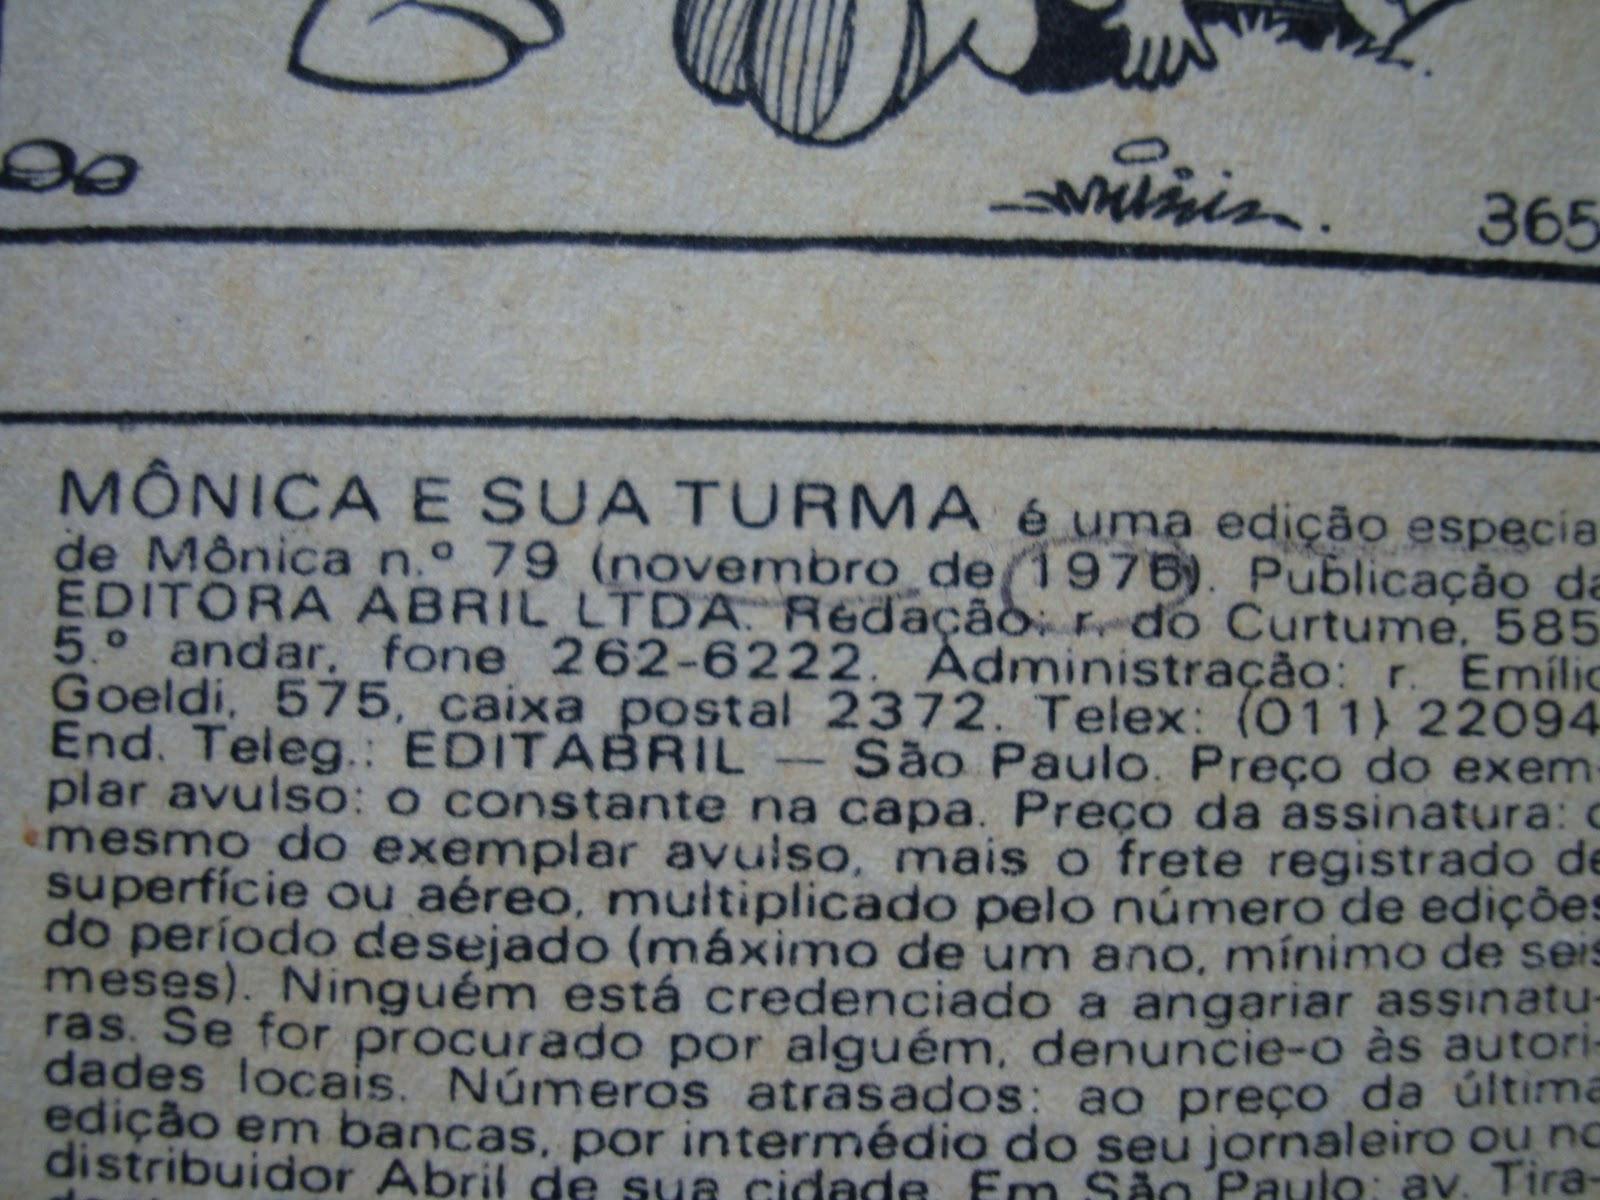 365
MÔNICA E SUA TURMA é uma edição especial
de Mônica n.º 79 (novembro de 1976). Publicação da
EDITORA ABRIL LTDA. Redação: r. do Curtume, 585,
5.º andar, fone 262-6222. Administração: r. Emílio
Goeldi, 575, caixa postal 2372. Telex: (011) 22094.
End. Teleg.: EDITABRIL — São Paulo. Preço do exem-
plar avulso: o constante na capa. Preço da assinatura: o
mesmo do exemplar avulso, mais o frete registrado de
superfície ou aéreo, multiplicado pelo número de edições
do período desejado (máximo de um ano, mínimo de seis
meses). Ninguém está credenciado a angariar assinatu-
ras. Se for procurado por alguém, denuncie-o às autori-
dades locais. Números atrasados: ao preço da última
edição em bancas, por intermédio do seu jornaleiro ou no
distribuidor Abril de sua cidade. Em São Paulo: av. Tira-